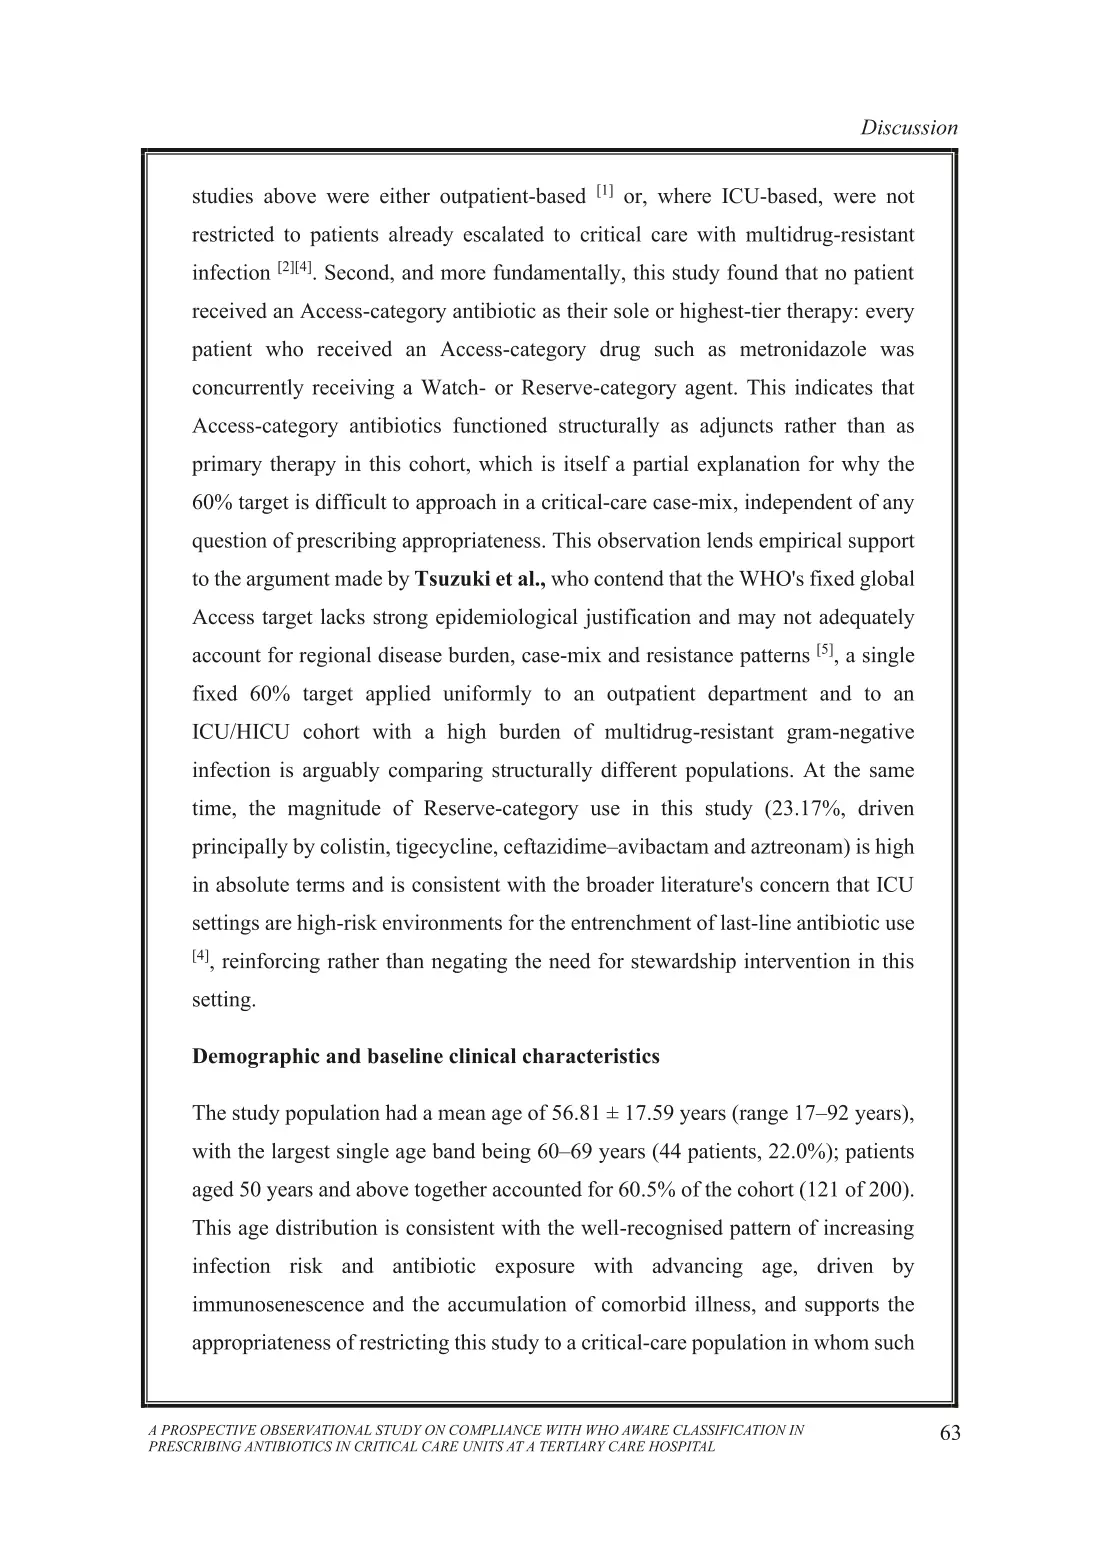 Discussion
studies above were either outpatient-based [1] or, where ICU-based, were not
restricted to patients already escalated to critical care with multidrug-resistant
infection [2][4]. Second, and more fundamentally, this study found that no patient
received an Access-category antibiotic as their sole or highest-tier therapy: every
patient who received an Access-category drug such as metronidazole was
concurrently receiving a Watch- or Reserve-category agent. This indicates that
Access-category antibiotics functioned structurally as adjuncts rather than as
primary therapy in this cohort, which is itself a partial explanation for why the
60% target is difficult to approach in a critical-care case-mix, independent of any
question of prescribing appropriateness. This observation lends empirical support
to the argument made by Tsuzuki et al., who contend that the WHO's fixed global
Access target lacks strong epidemiological justification and may not adequately
account for regional disease burden, case-mix and resistance patterns [5], a single
fixed 60% target applied uniformly to an outpatient department and to an
ICU/HICU cohort with a high burden of multidrug-resistant gram-negative
infection is arguably comparing structurally different populations. At the same
time, the magnitude of Reserve-category use in this study (23.17%, driven
principally by colistin, tigecycline, ceftazidime–avibactam and aztreonam) is high
in absolute terms and is consistent with the broader literature's concern that ICU
settings are high-risk environments for the entrenchment of last-line antibiotic use
[4], reinforcing rather than negating the need for stewardship intervention in this
setting.
Demographic and baseline clinical characteristics
The study population had a mean age of 56.81 ± 17.59 years (range 17–92 years),
with the largest single age band being 60–69 years (44 patients, 22.0%); patients
aged 50 years and above together accounted for 60.5% of the cohort (121 of 200).
This age distribution is consistent with the well-recognised pattern of increasing
infection risk and antibiotic exposure with advancing age, driven by
immunosenescence and the accumulation of comorbid illness, and supports the
appropriateness of restricting this study to a critical-care population in whom such
A PROSPECTIVE OBSERVATIONAL STUDY ON COMPLIANCE WITH WHO AWARE CLASSIFICATION IN
PRESCRIBING ANTIBIOTICS IN CRITICAL CARE UNITS AT A TERTIARY CARE HOSPITAL
63